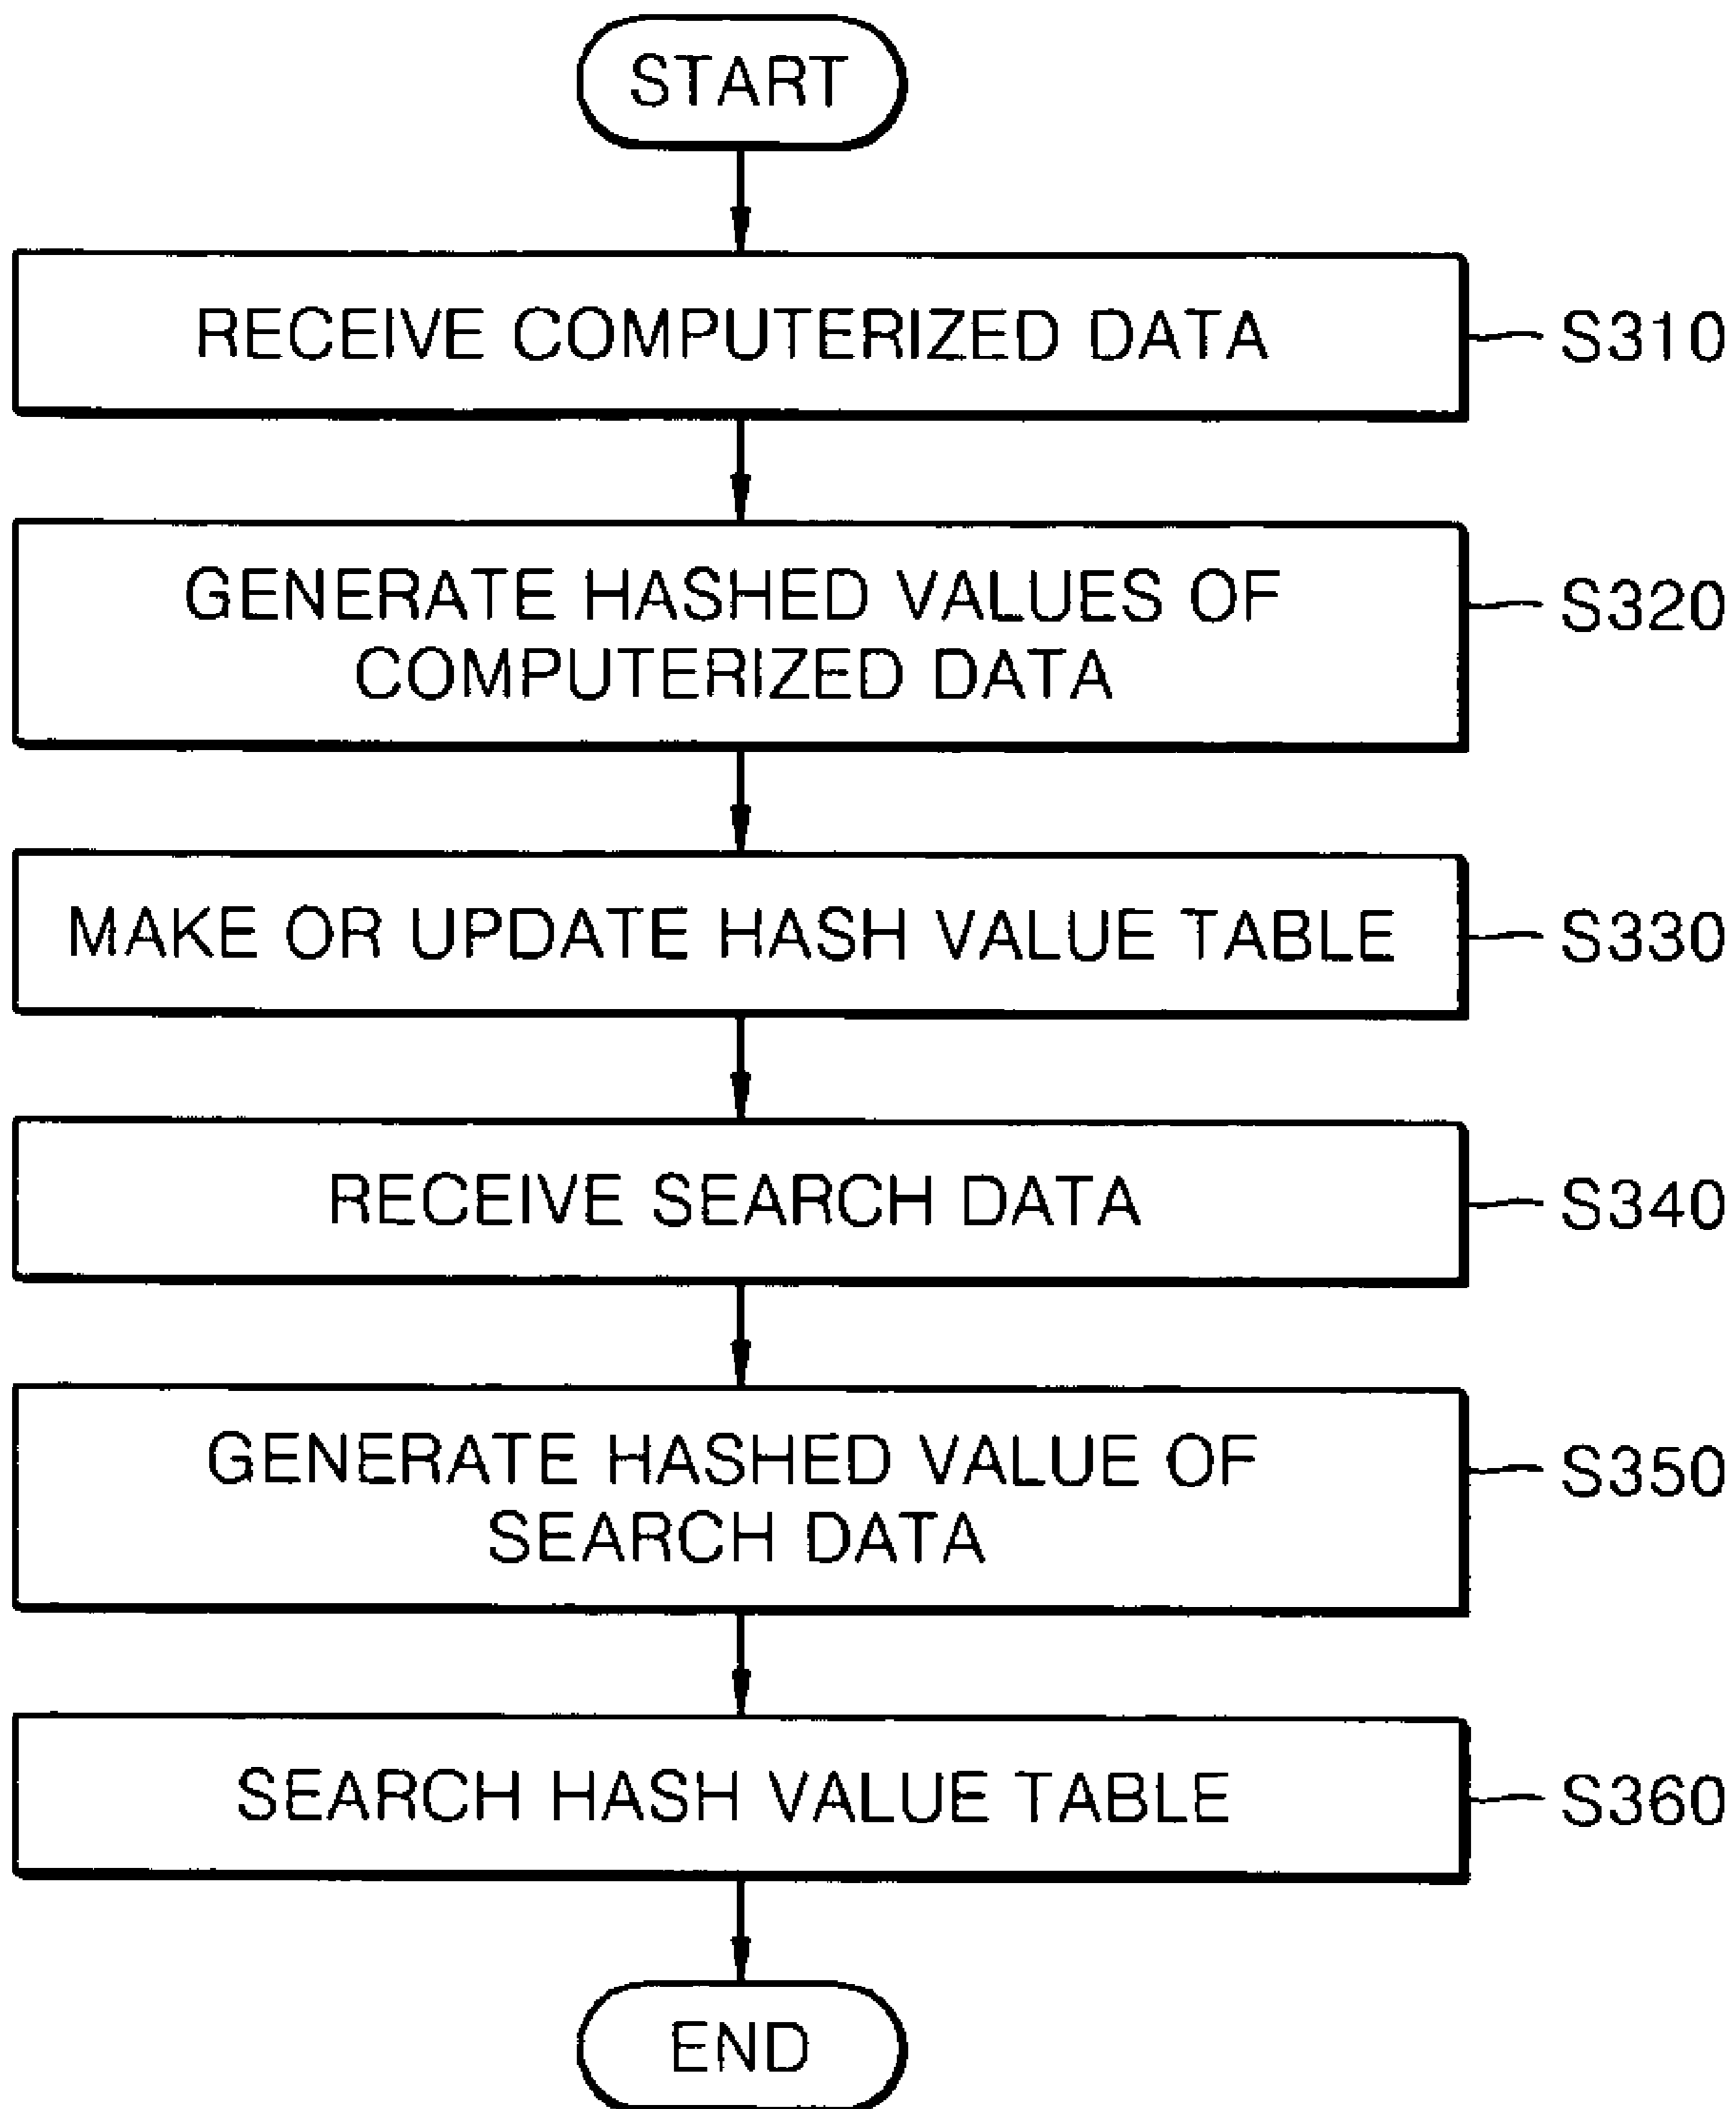 START
RECEIVE COMPUTERIZED DATA
S310
GENERATE HASHED VALUES OF
COMPUTERIZED DATA
S320
MAKE OR UPDATE HASH VALUE TABLE
S330
RECEIVE SEARCH DATA
S340
GENERATE HASHED VALUE OF
SEARCH DATA
S350
SEARCH HASH VALUE TABLE
S360
END